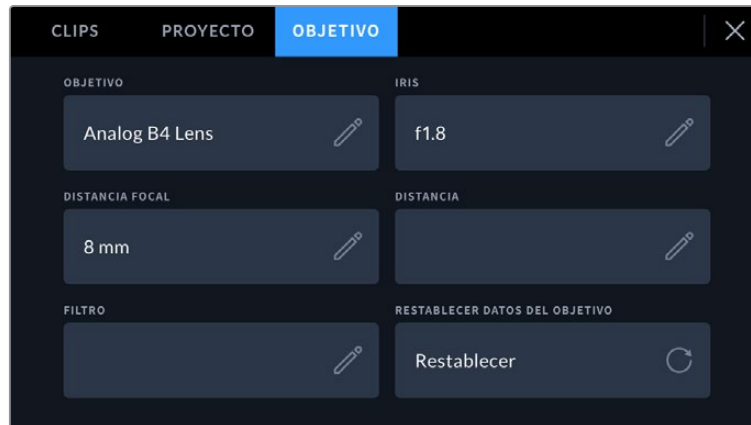 CLIPS PROYECTO OBJETIVO
OBJETIVO IRIS
Analog B4 Lens f1.8
DISTANCIA FOCAL DISTANCIA
8 mm
FILTRO RESTABLECER DATOS DEL OBJETIVO
Restablecer